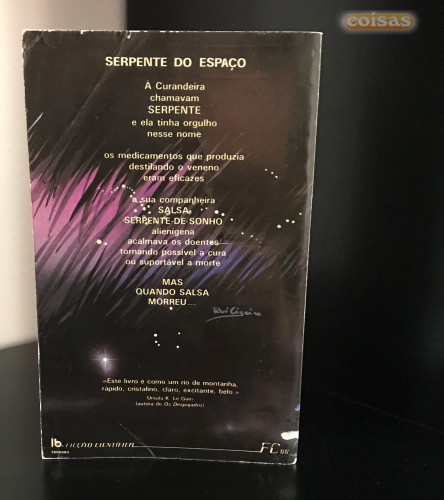 coisas
SERPENTE DO ESPAÇO
À Curandeira
chamavam
SERPENTE
e ela tinha orgulho
nesse nome
os medicamentos que produzia
destilando o veneno
eram eficazes
a sua companheira
SALSA
SERPENTE-DE-SONHO
alienígena
acalmava os doentes
tornando possível a cura
ou suportável a morte
MAS
QUANDO SALSA
MORREU...
«Este livro é como um rio de montanha,
rápido, cristalino, claro, excitante, belo.»
Ursula K. Le Guin
(autora de Os Despojados)
lb. FICÇÃO CIENTÍFICA
FC